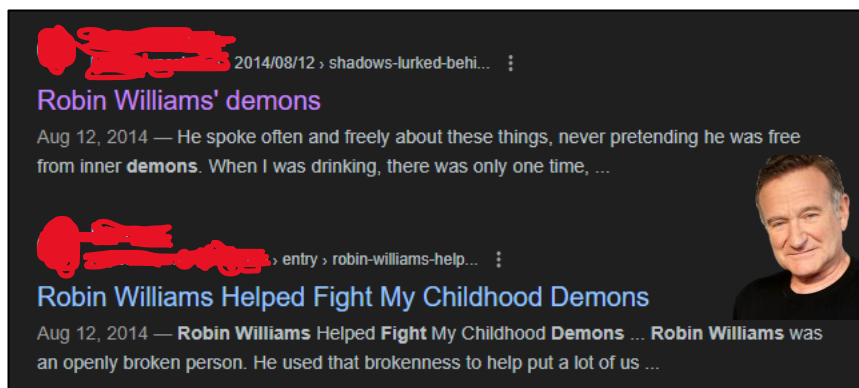 2014/08/12 › shadows-lurked-behi...
Robin Williams' demons
Aug 12, 2014 — He spoke often and freely about these things, never pretending he was free
from inner demons. When I was drinking, there was only one time, ...
› entry › robin-williams-help...
Robin Williams Helped Fight My Childhood Demons
Aug 12, 2014 — Robin Williams Helped Fight My Childhood Demons ... Robin Williams was
an openly broken person. He used that brokenness to help put a lot of us ...